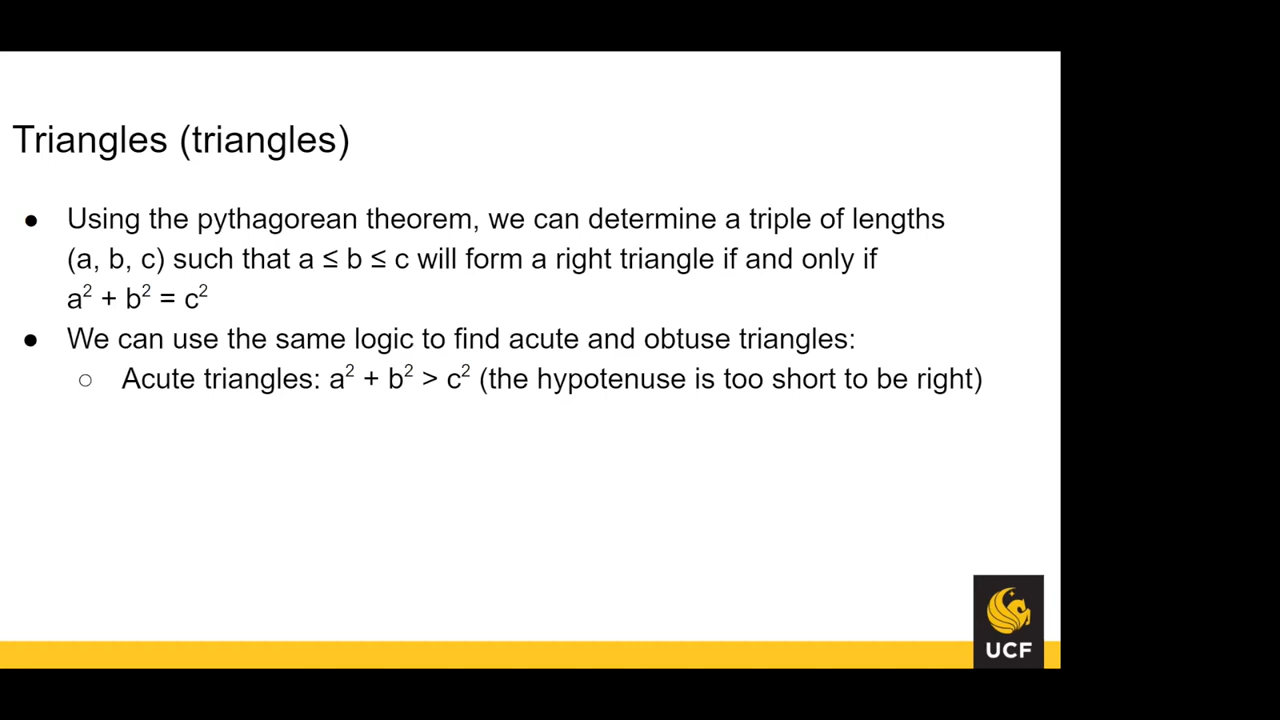 Triangles (triangles)
● Using the pythagorean theorem, we can determine a triple of lengths
(a, b, c) such that a ≤ b ≤ c will form a right triangle if and only if
a² + b² = c²
● We can use the same logic to find acute and obtuse triangles:
○ Acute triangles: a² + b² > c² (the hypotenuse is too short to be right)
UCF